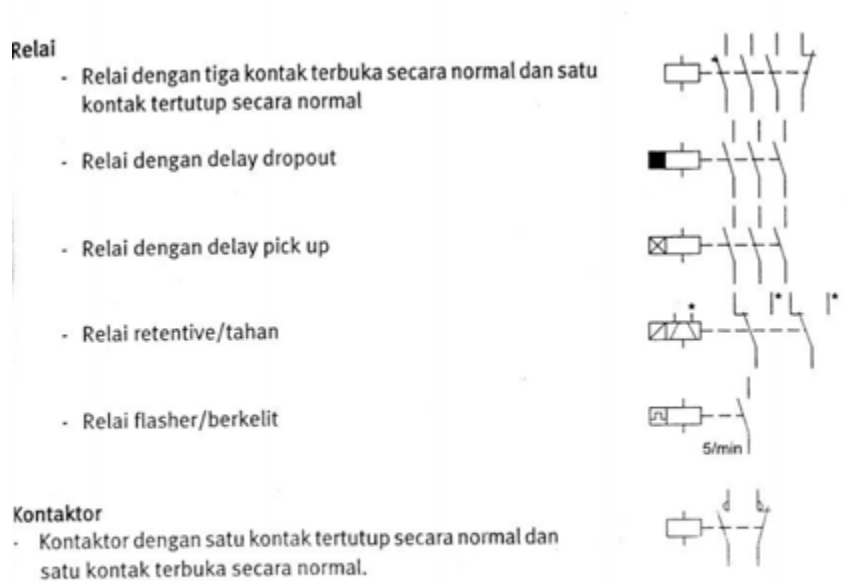 Relai
- Relai dengan tiga kontak terbuka secara normal dan satu
kontak tertutup secara normal
- Relai dengan delay dropout
- Relai dengan delay pick up
- Relai retentive/tahan
- Relai flasher/berkelit
5/min
Kontaktor
- Kontaktor dengan satu kontak tertutup secara normal dan
satu kontak terbuka secara normal.